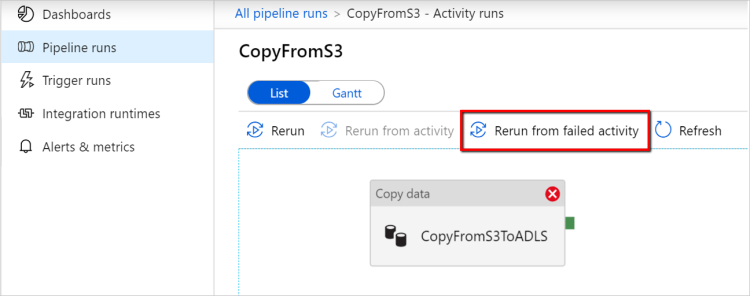 Dashboards
Pipeline runs
Trigger runs
Integration runtimes
Alerts & metrics
All pipeline runs > CopyFromS3 - Activity runs
CopyFromS3
List Gantt
Rerun Rerun from activity Rerun from failed activity Refresh
Copy data
CopyFromS3ToADLS